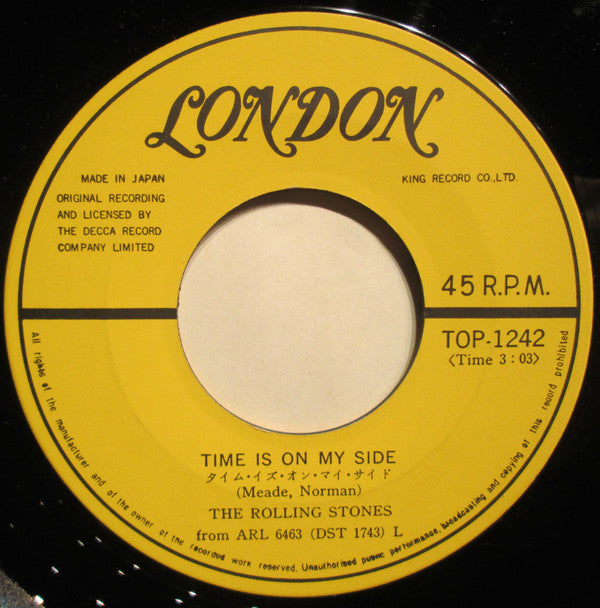 LONDON
MADE IN JAPAN
ORIGINAL RECORDING
AND LICENSED BY
THE DECCA RECORD
COMPANY LIMITED
KING RECORD CO.,LTD.
45 R.P.M.
TOP-1242
〈Time 3:03〉
TIME IS ON MY SIDE
タイム・イズ・オン・マイ・サイド
(Meade, Norman)
THE ROLLING STONES
from ARL 6463 (DST 1743) L
All rights of the manufacturer and of the owner of the recorded work reserved. Unauthorised public performance, broadcasting and copying of this record prohibited